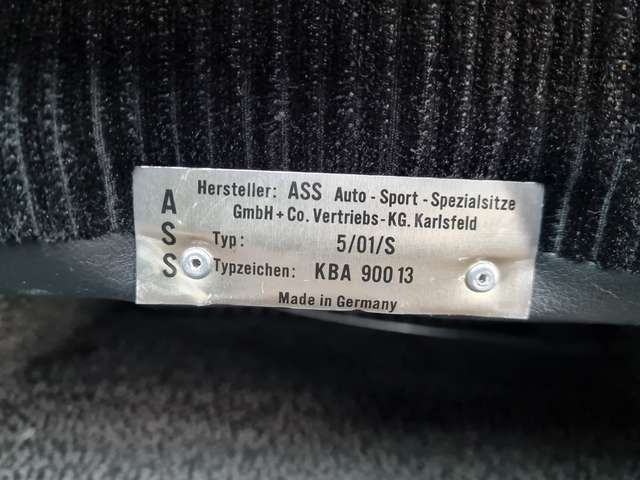 A S S
Hersteller: ASS Auto - Sport - Spezialsitze
GmbH + Co. Vertriebs - KG. Karlsfeld
Typ: 5/01/S
Typzeichen: KBA 900 13
Made in Germany